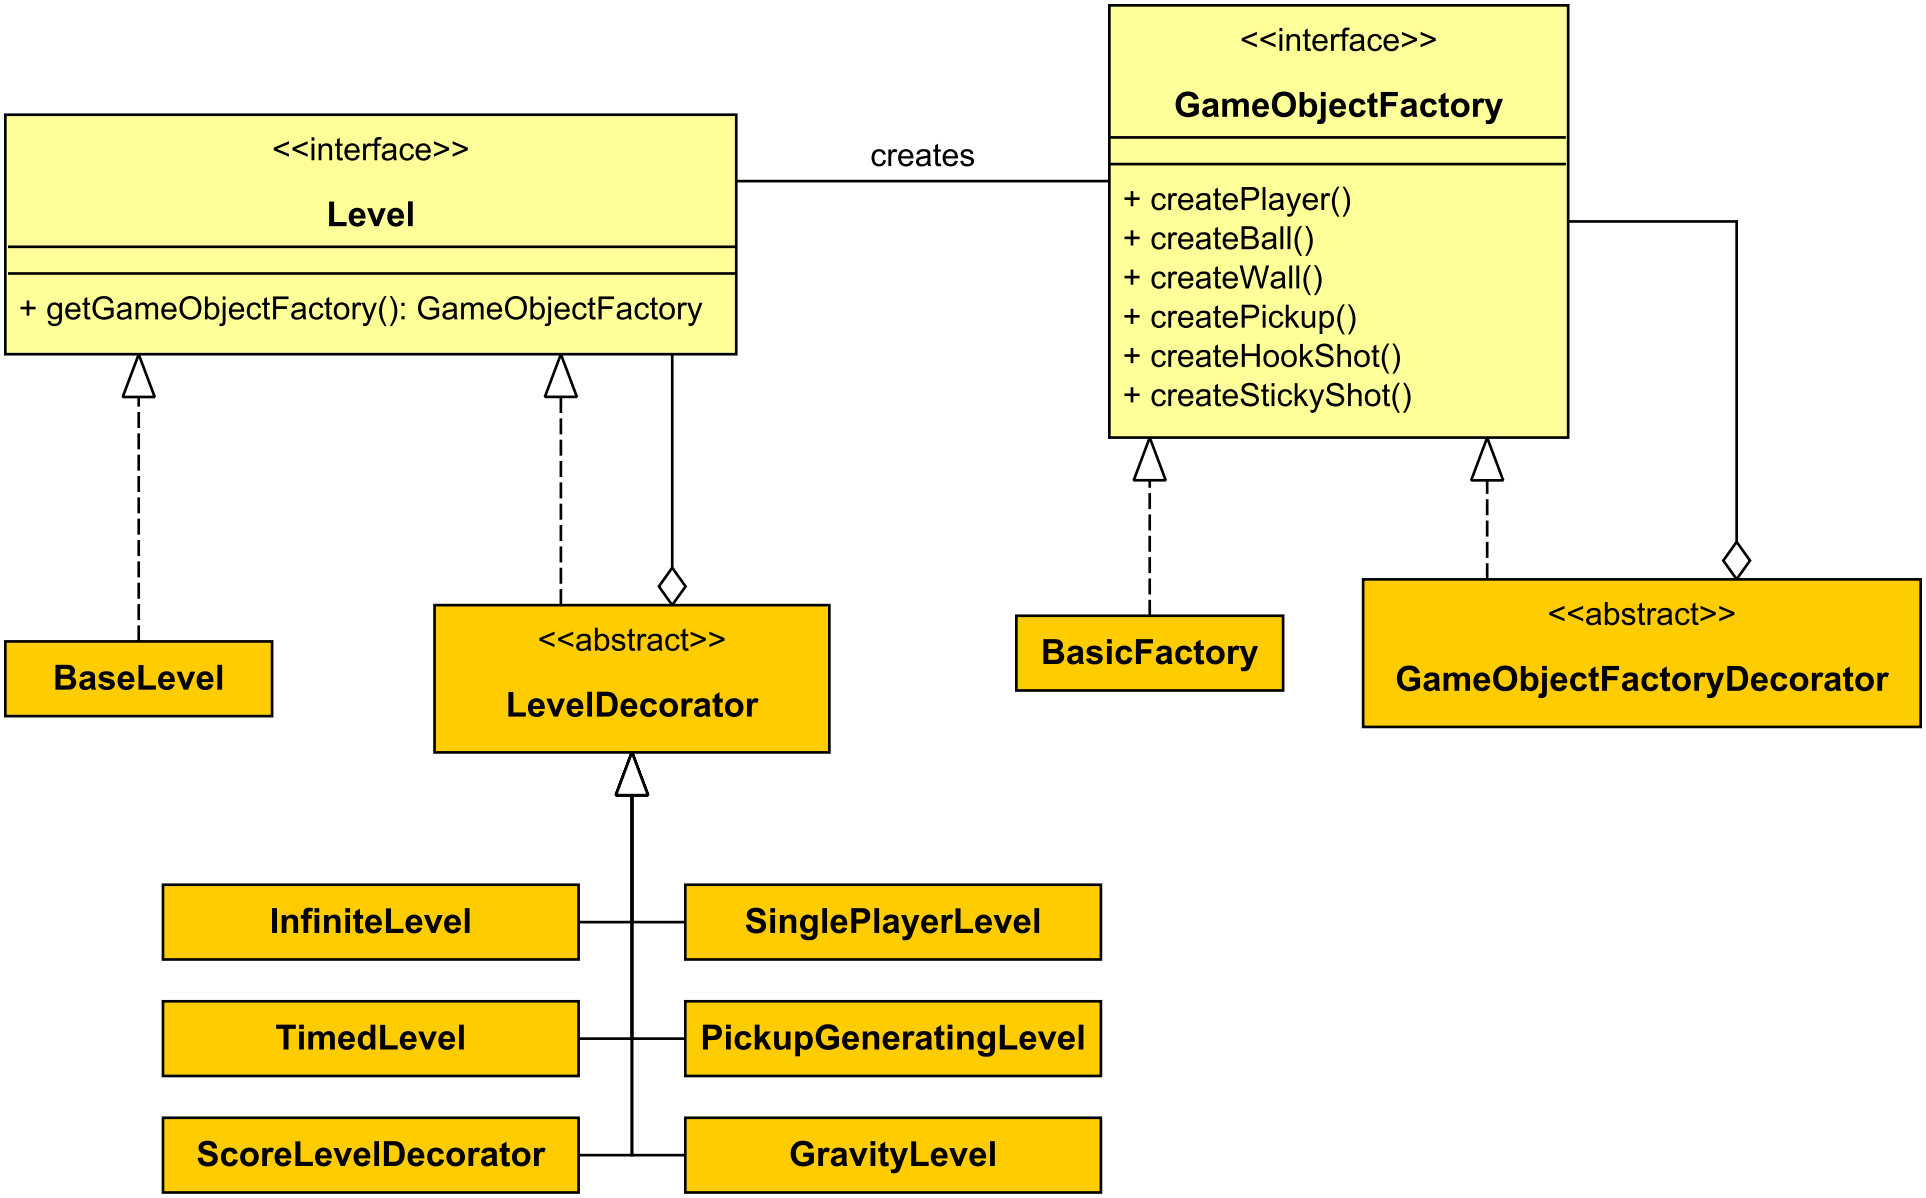 <<interface>>
Level
+ getGameObjectFactory(): GameObjectFactory
creates
<<interface>>
GameObjectFactory
+ createPlayer()
+ createBall()
+ createWall()
+ createPickup()
+ createHookShot()
+ createStickyShot()
BaseLevel
<<abstract>>
LevelDecorator
BasicFactory
<<abstract>>
GameObjectFactoryDecorator
InfiniteLevel
SinglePlayerLevel
TimedLevel
PickupGeneratingLevel
ScoreLevelDecorator
GravityLevel